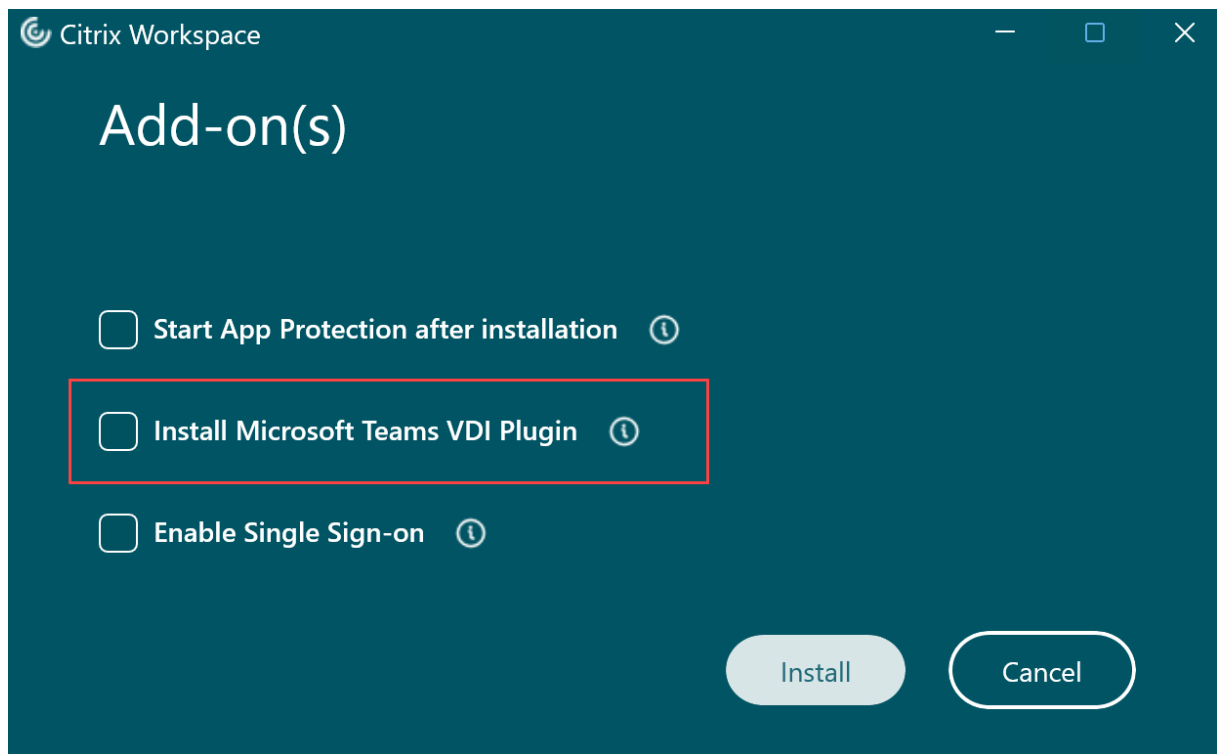 Citrix Workspace
Add-on(s)
Start App Protection after installation
Install Microsoft Teams VDI Plugin
Enable Single Sign-on
Install
Cancel